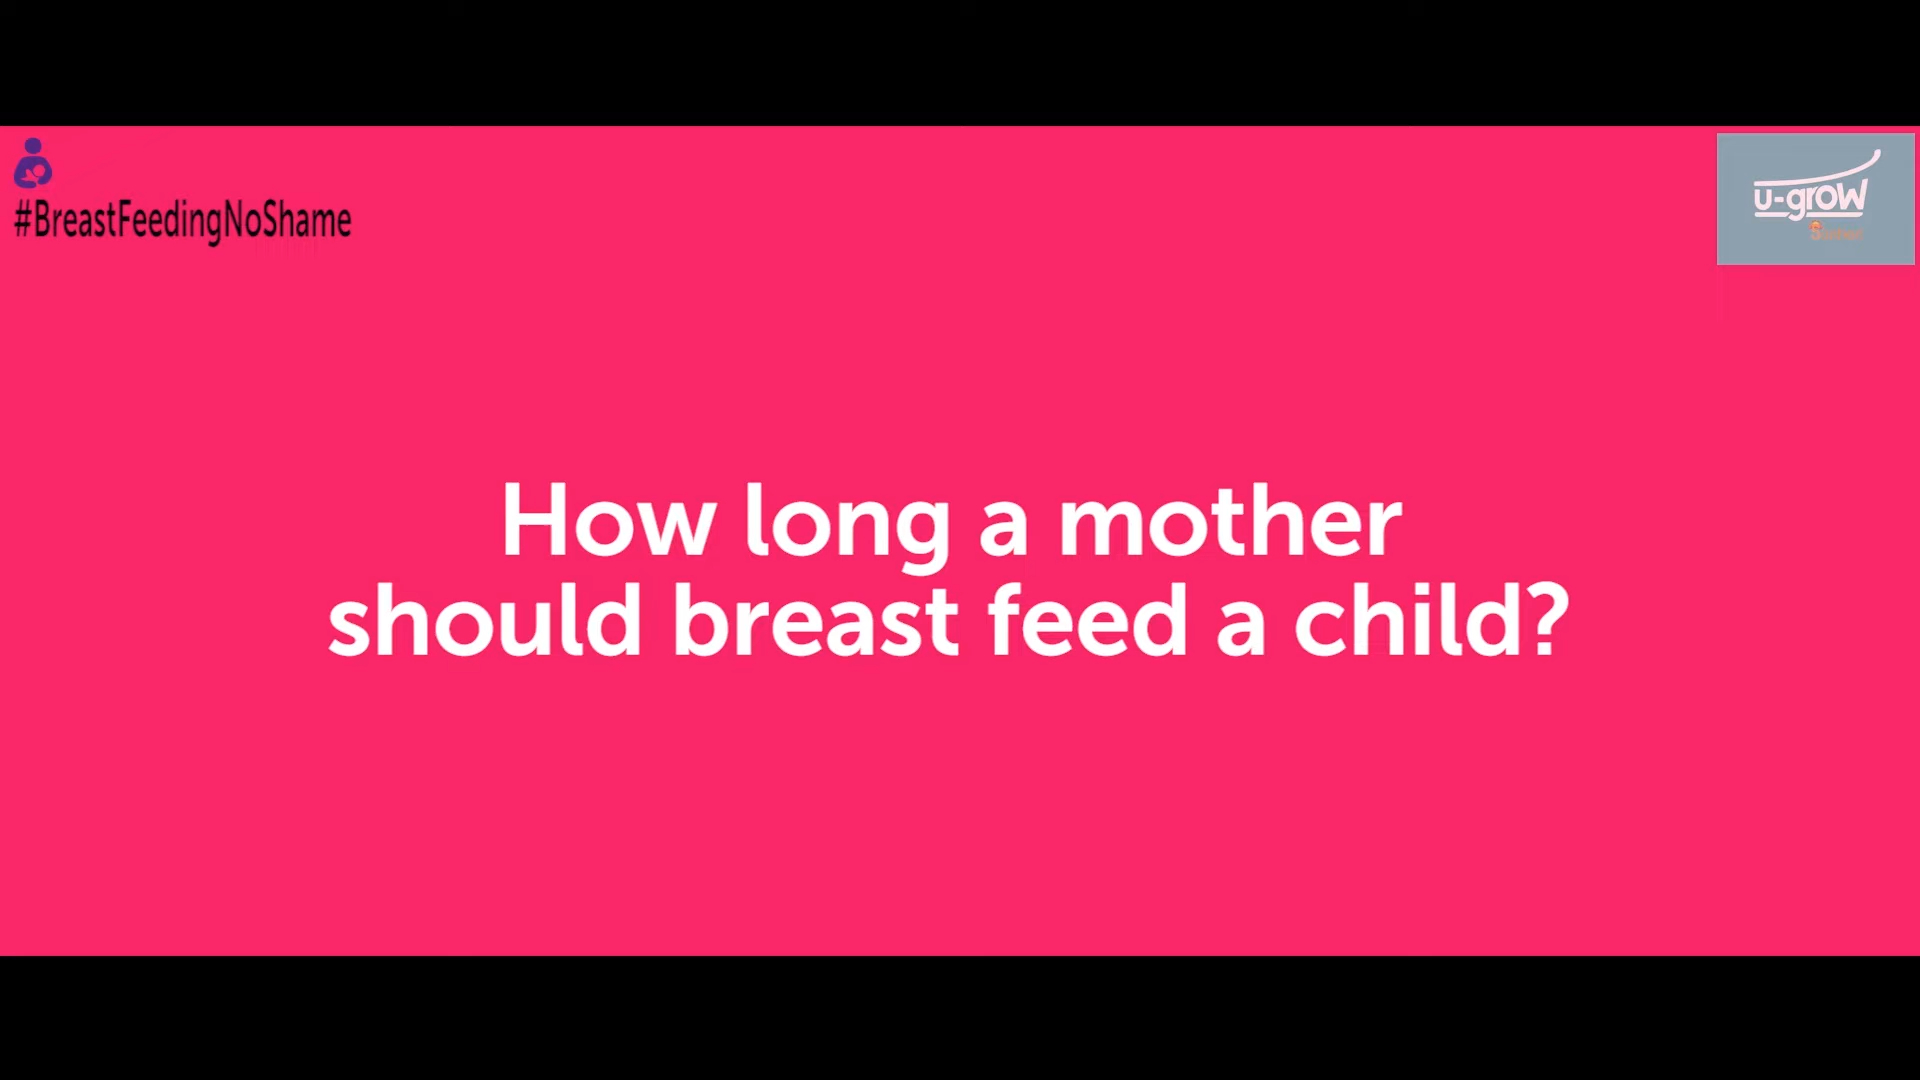 #BreastFeedingNoShame
u-grow
How long a mother
should breast feed a child?